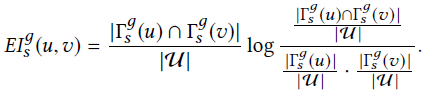 $EI_s^g(u, v) = \frac{|\Gamma_s^g(u) \cap \Gamma_s^g(v)|}{|\mathcal{U}|} \log \frac{\frac{|\Gamma_s^g(u) \cap \Gamma_s^g(v)|}{|\mathcal{U}|}}{\frac{|\Gamma_s^g(u)|}{|\mathcal{U}|} \cdot \frac{|\Gamma_s^g(v)|}{|\mathcal{U}|}}.$